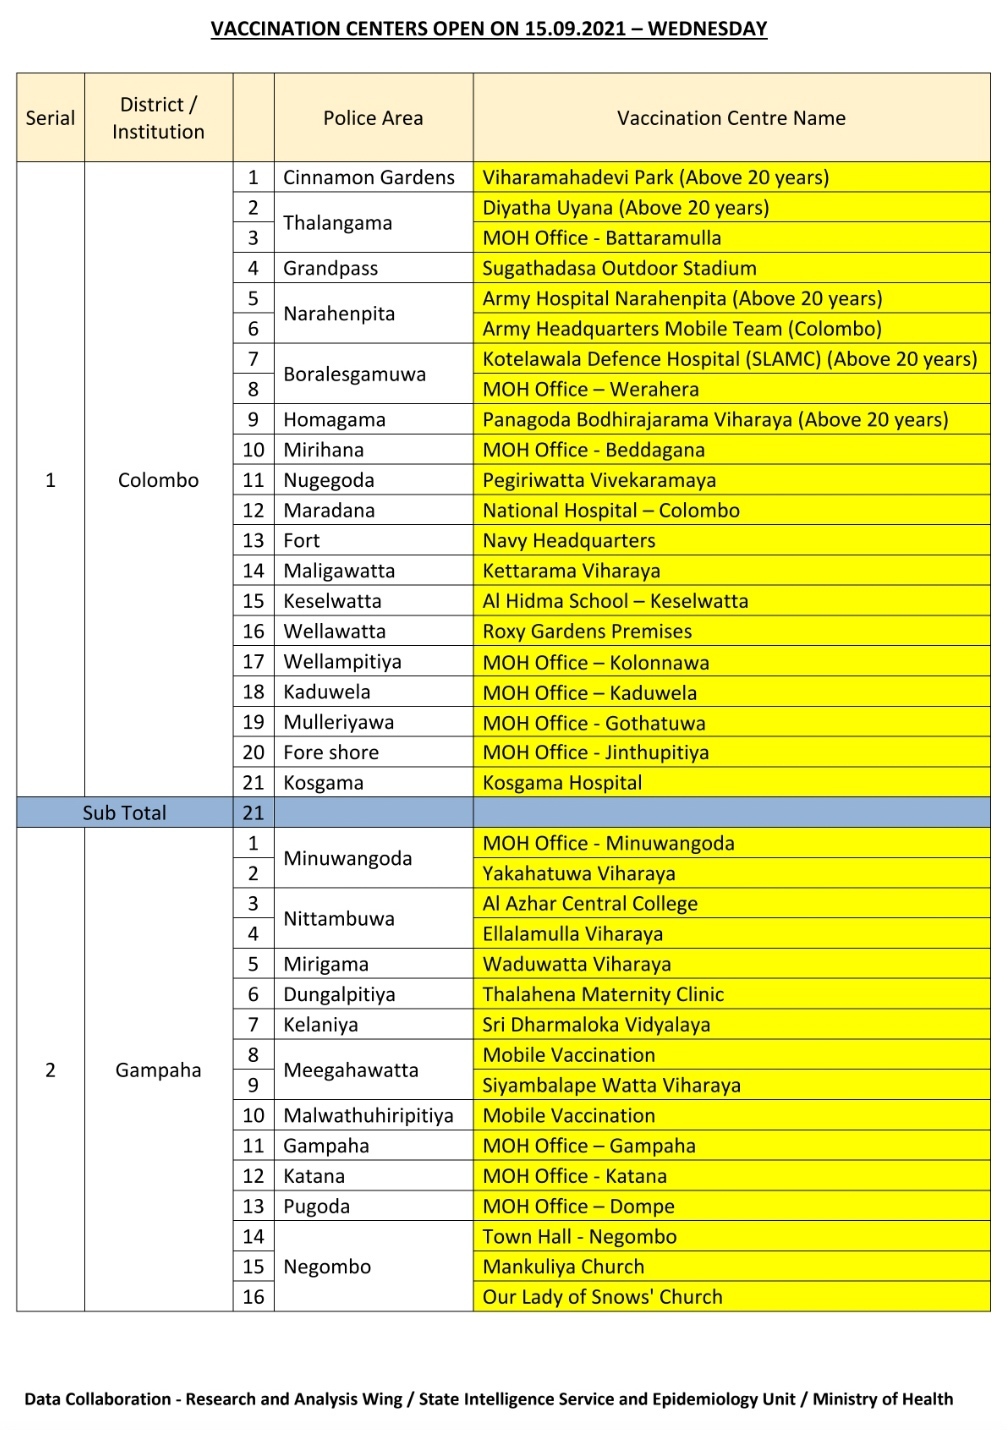 VACCINATION CENTERS OPEN ON 15.09.2021 – WEDNESDAY
Serial District / Institution Police Area Vaccination Centre Name
1 Colombo
1 Cinnamon Gardens Viharamahadevi Park (Above 20 years)
2 Thalangama Diyatha Uyana (Above 20 years)
3 MOH Office - Battaramulla
4 Grandpass Sugathadasa Outdoor Stadium
5 Narahenpita Army Hospital Narahenpita (Above 20 years)
6 Army Headquarters Mobile Team (Colombo)
7 Boralesgamuwa Kotelawala Defence Hospital (SLAMC) (Above 20 years)
8 MOH Office – Werahera
9 Homagama Panagoda Bodhirajarama Viharaya (Above 20 years)
10 Mirihana MOH Office - Beddagana
11 Nugegoda Pegiriwatta Vivekaramaya
12 Maradana National Hospital – Colombo
13 Fort Navy Headquarters
14 Maligawatta Kettarama Viharaya
15 Keselwatta Al Hidma School – Keselwatta
16 Wellawatta Roxy Gardens Premises
17 Wellampitiya MOH Office – Kolonnawa
18 Kaduwela MOH Office – Kaduwela
19 Mulleriyawa MOH Office - Gothatuwa
20 Fore shore MOH Office - Jinthupitiya
21 Kosgama Kosgama Hospital
Sub Total 21
2 Gampaha
1 Minuwangoda MOH Office - Minuwangoda
2 Yakahatuwa Viharaya
3 Nittambuwa Al Azhar Central College
4 Ellalamulla Viharaya
5 Mirigama Waduwatta Viharaya
6 Dungalpitiya Thalahena Maternity Clinic
7 Kelaniya Sri Dharmaloka Vidyalaya
8 Meegahawatta Mobile Vaccination
9 Siyambalape Watta Viharaya
10 Malwathuhiripitiya Mobile Vaccination
11 Gampaha MOH Office – Gampaha
12 Katana MOH Office - Katana
13 Pugoda MOH Office – Dompe
14 Negombo Town Hall - Negombo
15 Mankuliya Church
16 Our Lady of Snows' Church
Data Collaboration - Research and Analysis Wing / State Intelligence Service and Epidemiology Unit / Ministry of Health